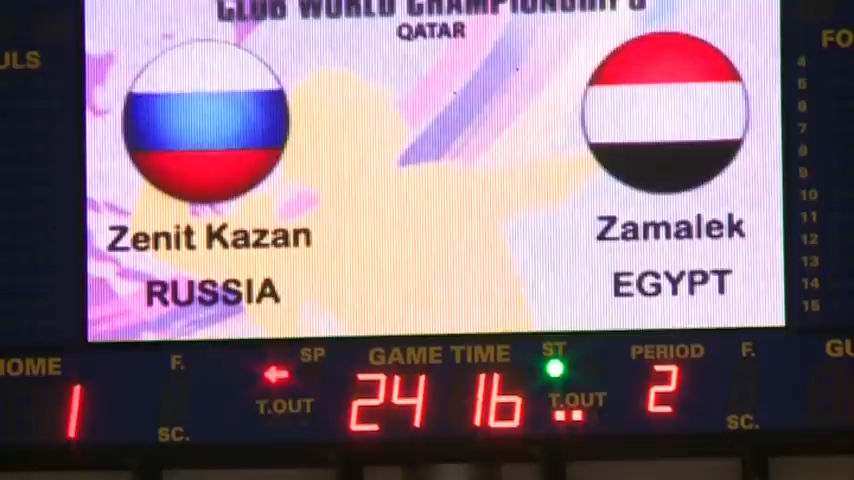 CLUB WORLD CHAMPIONSHIPS
QATAR
ULS
FO
4
5
6
7
8
9
10
11
12
13
14
15
Zenit Kazan
RUSSIA
Zamalek
EGYPT
HOME
F.
SP
GAME TIME
ST
PERIOD
F.
GU
1
T.OUT
24 16
T.OUT
2
SC.
SC.